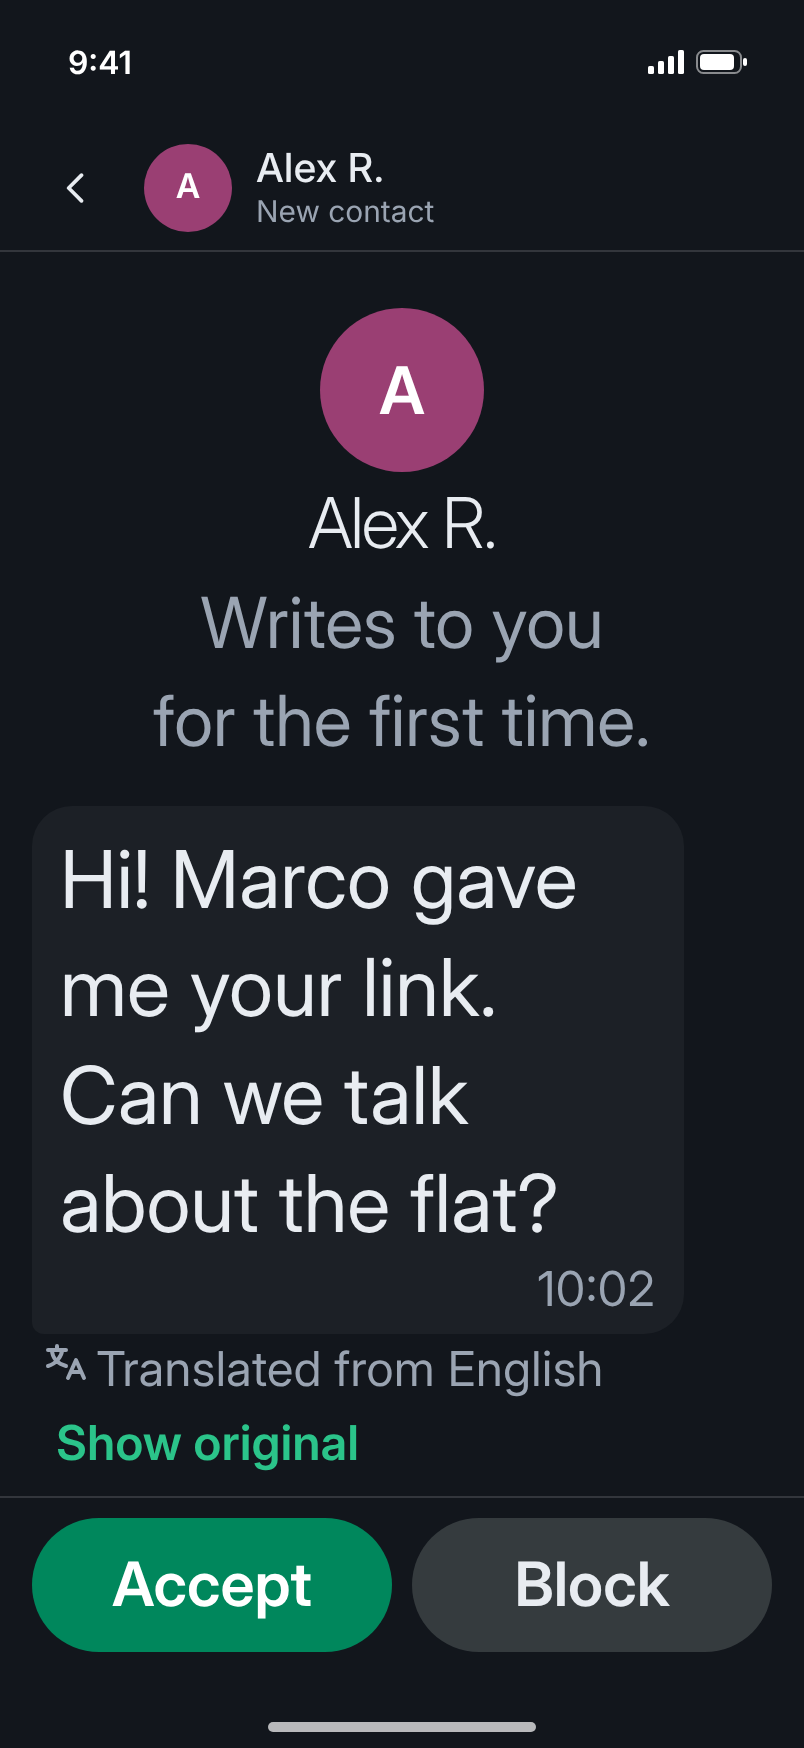 9:41
A
Alex R.
New contact
A
Alex R.
Writes to you
for the first time.
Hi! Marco gave
me your link.
Can we talk
about the flat?
10:02
Translated from English
Show original
Accept
Block